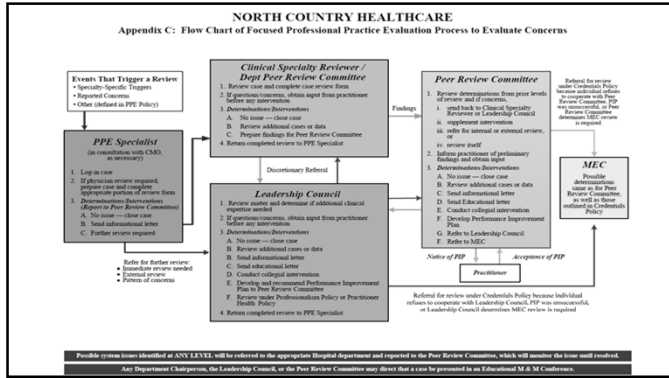 NORTH COUNTRY HEALTHCARE
Appendix C: Flow Chart of Focused Professional Practice Evaluation Process to Evaluate Concerns
Events That Trigger a Review
• Specialty-Specific Triggers
• Reported Concerns
• Other (defined in PPE Policy)
PPE Specialist
(in consultation with CMO,
as necessary)
1. Log-in case
2. If physician review required,
prepare case and complete
appropriate portion of review form
3. Determinations/Interventions
(Report to Peer Review Committee)
A. No issue — close case
B. Send informational letter
C. Further review required
Refer for further review:
• Immediate review needed
• External review
• Pattern of concerns
Clinical Specialty Reviewer /
Dept Peer Review Committee
1. Review case and complete case review form
2. If questions/concerns, obtain input from practitioner
before any intervention
3. Determinations/Interventions
A. No issue — close case
B. Review additional cases or data
C. Prepare findings for Peer Review Committee
4. Return completed review to PPE Specialist
Findings
Discretionary Referral
Leadership Council
1. Review matter and determine if additional clinical
expertise needed
2. If questions/concerns, obtain input from practitioner
before any intervention
3. Determinations/Interventions
A. No issue — close case
B. Review additional cases or data
B. Send informational letter
C. Send educational letter
D. Conduct collegial intervention
E. Develop and recommend Performance Improvement
Plan to Peer Review Committee
F. Review under Professionalism Policy or Practitioner
Health Policy
4. Return completed review to PPE Specialist
Peer Review Committee
1. Review determinations from prior levels
of review and if concerns,
i. send back to Clinical Specialty
Reviewer or Leadership Council
ii. supplement intervention
iii. refer for internal or external review,
or
iv. review itself
2. Inform practitioner of preliminary
findings and obtain input
3. Determinations/Interventions
A. No issue — close case
B. Review additional cases or data
C. Send informational letter
D. Send Educational letter
E. Conduct collegial intervention
F. Develop Performance Improvement
Plan
G. Refer to Leadership Council
F. Refer to MEC
Notice of PIP
Acceptance of PIP
Practitioner
Referral for review
under Credentials Policy
because individual refuses
to cooperate with Peer
Review Committee, PIP
was unsuccessful, or Peer
Review Committee
determines MEC review
is required
MEC
Possible
determinations
same as for Peer
Review Committee,
as well as those
outlined in Credentials
Policy
Referral for review under Credentials Policy because individual
refuses to cooperate with Leadership Council, PIP was unsuccessful,
or Leadership Council determines MEC review is required
Possible system issues identified at ANY LEVEL will be referred to the appropriate Hospital department and reported to the Peer Review Committee, which will monitor the issue until resolved.
Any Department Chairperson, the Leadership Council, or the Peer Review Committee may direct that a case be presented in an Educational M & M Conference.